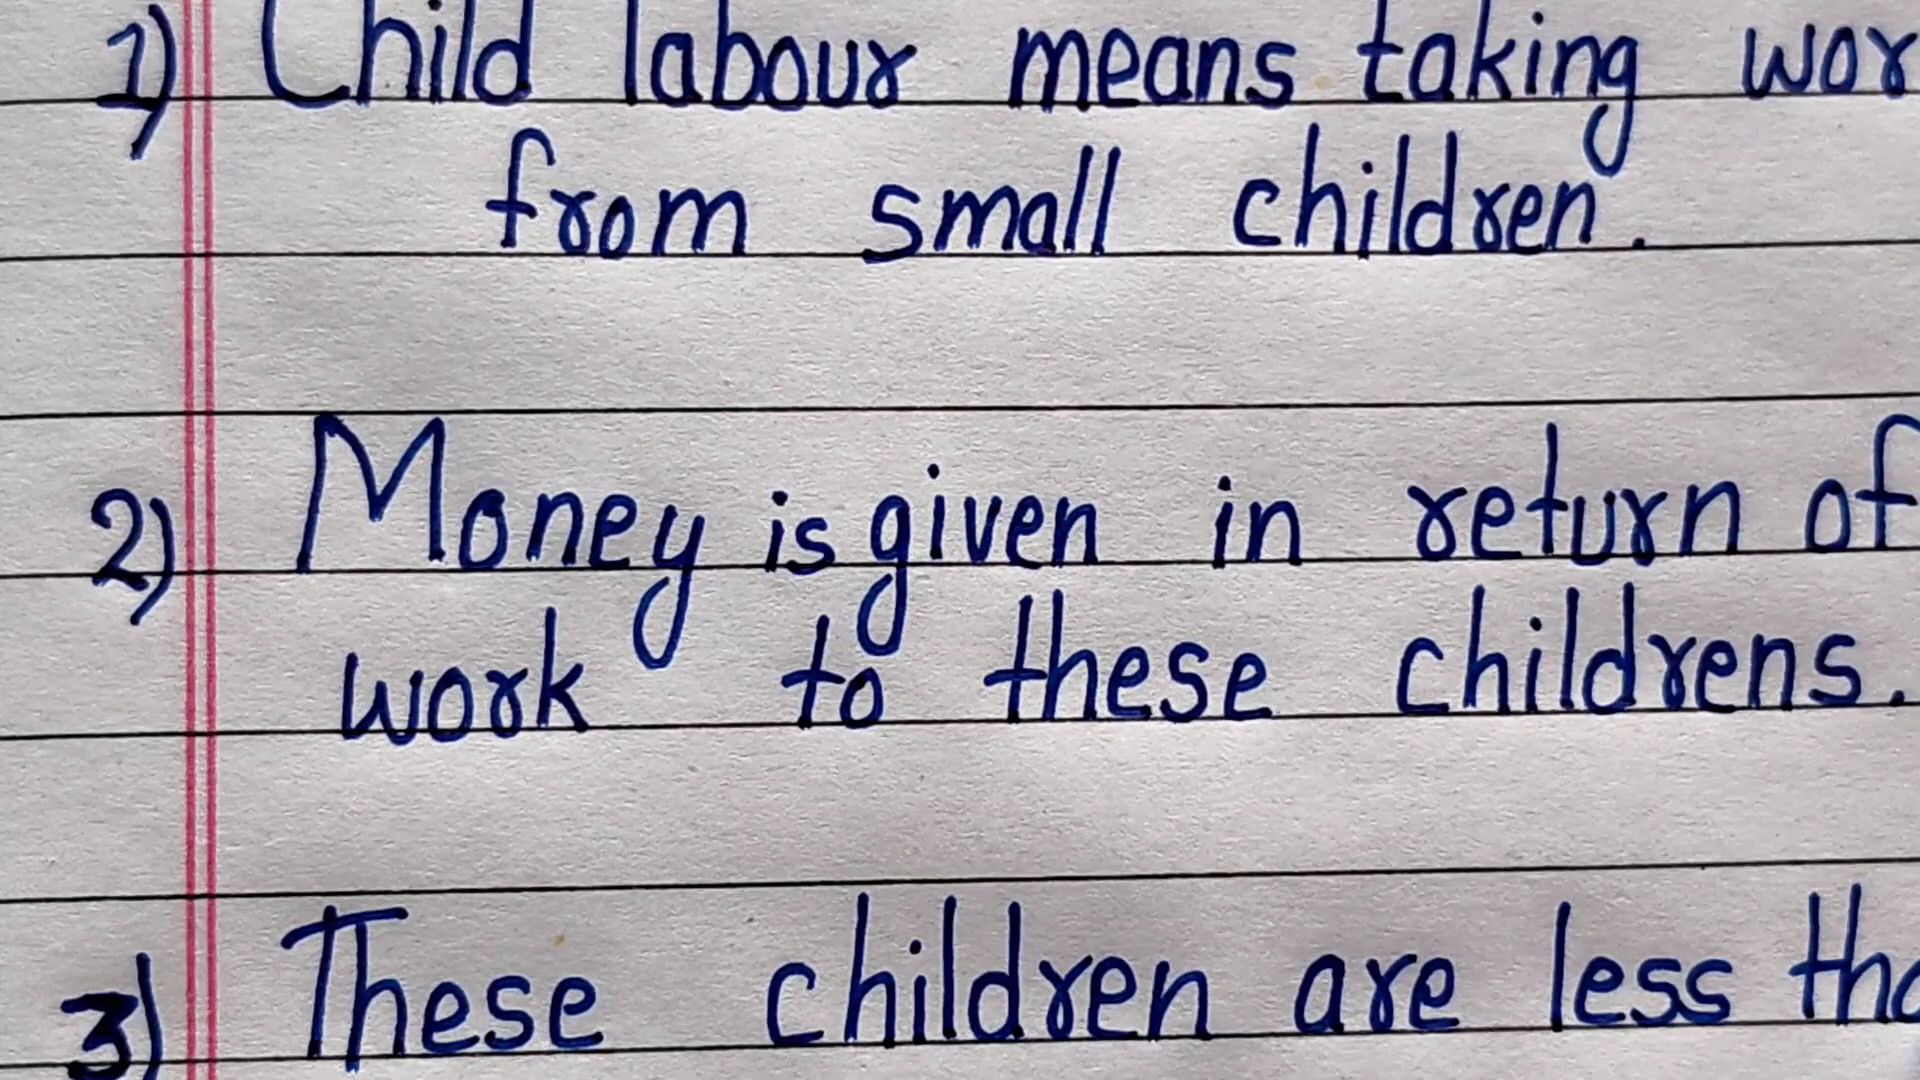 1) Child labour means taking wor
from small children.
2) Money is given in return of
work to these childrens.
3) These children are less tha